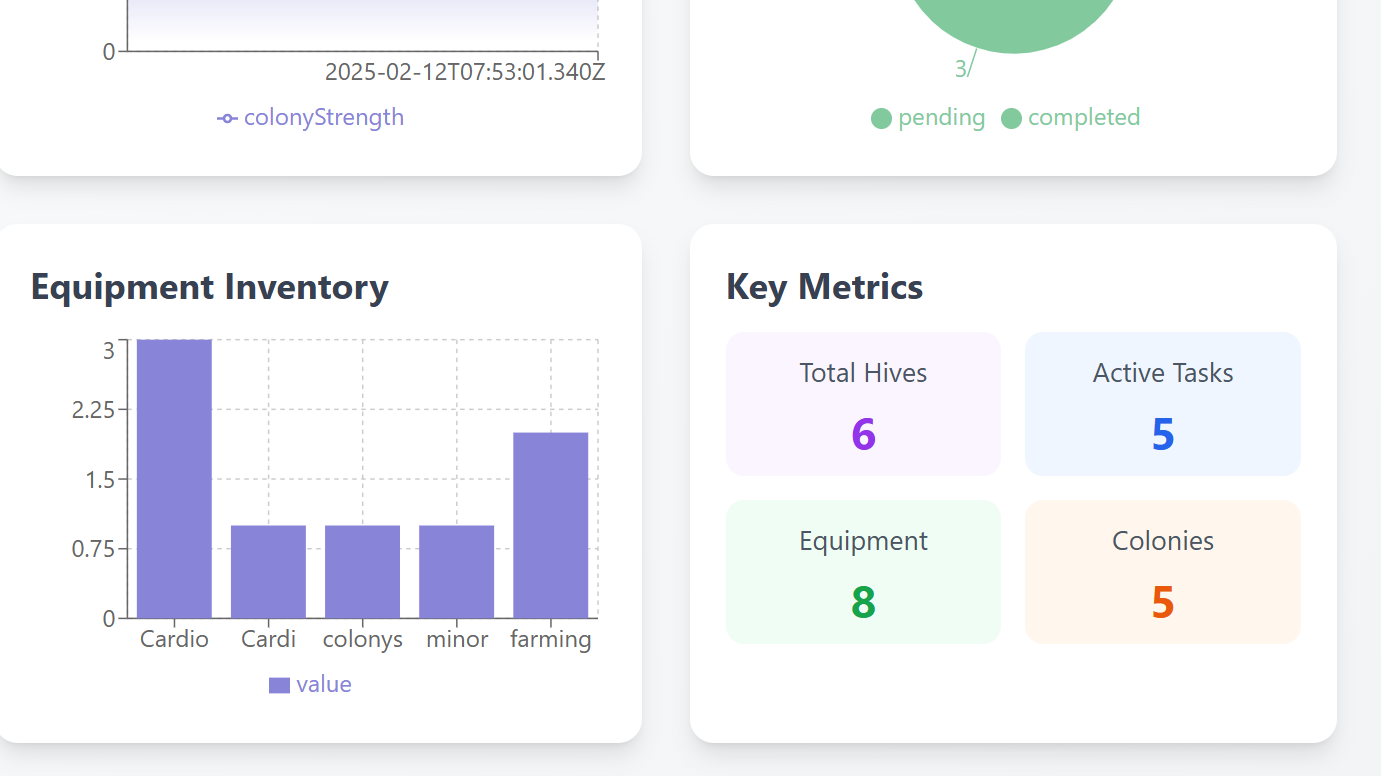 0
2025-02-12T07:53:01.340Z
colonyStrength
3
pending
completed
Equipment Inventory
3
2.25
1.5
0.75
0
Cardio Cardi colonys minor farming
value
Key Metrics
Total Hives
6
Active Tasks
5
Equipment
8
Colonies
5